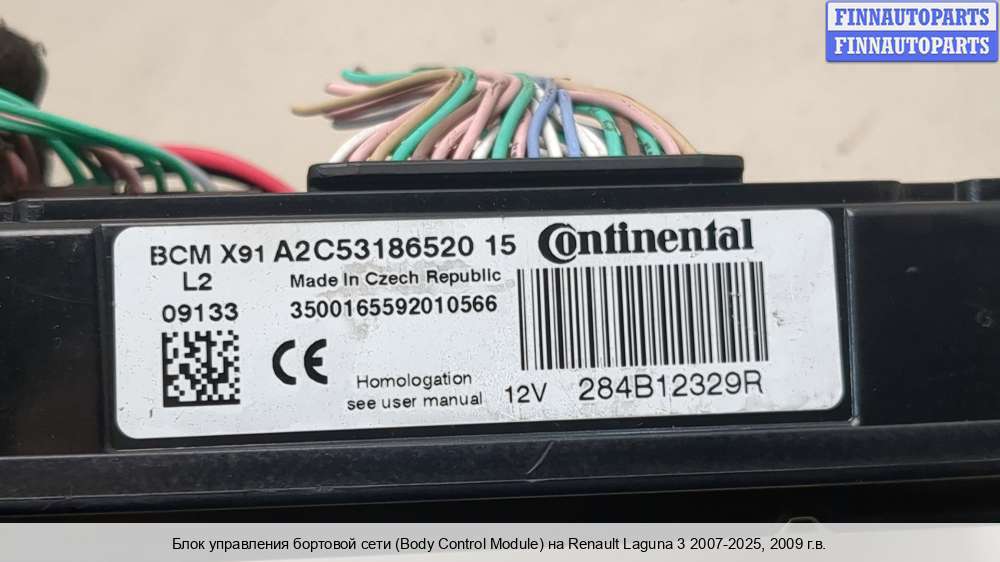 FINNAUTOPARTS
FINNAUTOPARTS
BCM X91 A2C53186520 15 Continental
L2 Made In Czech Republic
09133 3500165592010566
CE
Homologation
see user manual 12V 284B12329R
Блок управления бортовой сети (Body Control Module) на Renault Laguna 3 2007-2025, 2009 г.в.